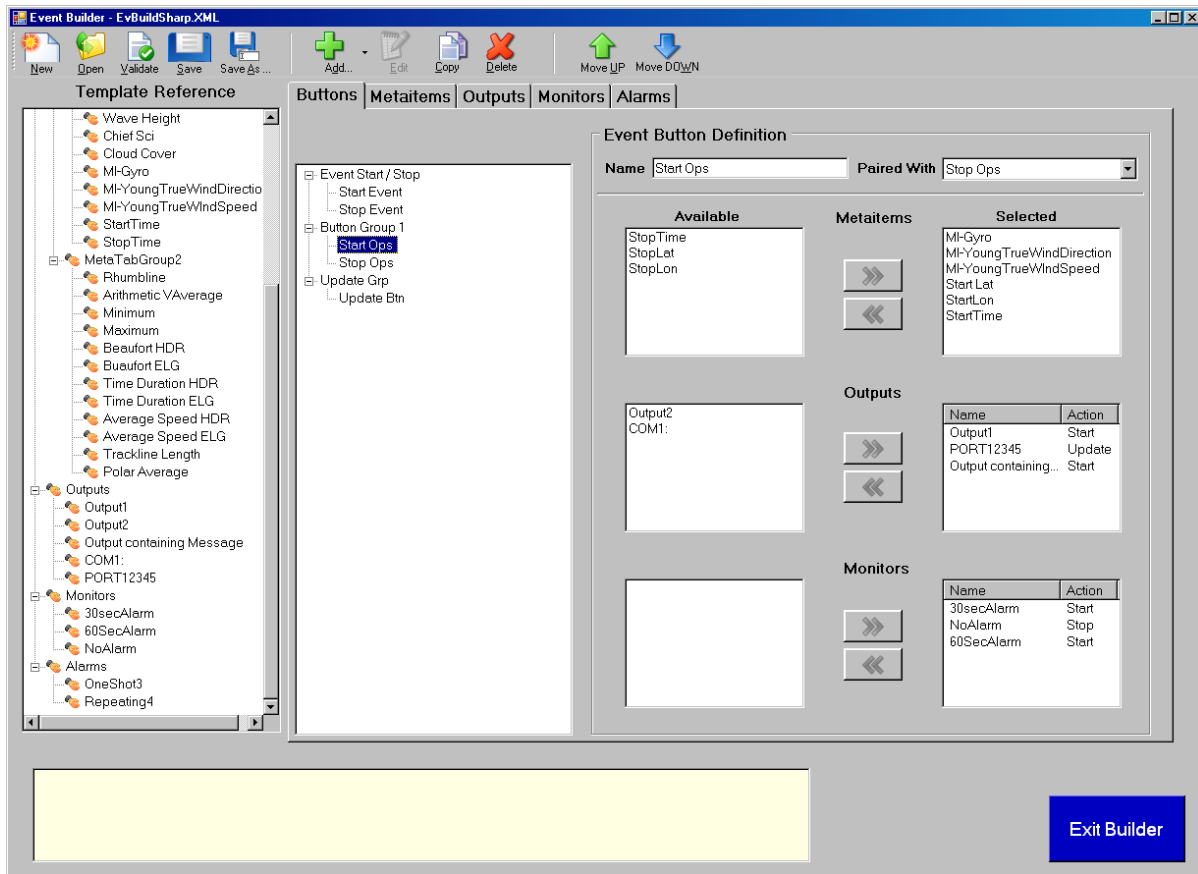 Event Builder - EvBuildSharp.XML
New Open Validate Save Save As ... Add... Edit Copy Delete Move UP Move DOWN
Template Reference
Wave Height
Chief Sci
Cloud Cover
MI-Gyro
MI-YoungTrueWindDirectio
MI-YoungTrueWIndSpeed
StartTime
StopTime
MetaTabGroup2
Rhumbline
Arithmetic VAverage
Minimum
Maximum
Beaufort HDR
Buaufort ELG
Time Duration HDR
Time Duration ELG
Average Speed HDR
Average Speed ELG
Trackline Length
Polar Average
Outputs
Output1
Output2
Output containing Message
COM1:
PORT12345
Monitors
30secAlarm
60SecAlarm
NoAlarm
Alarms
OneShot3
Repeating4
Buttons Metaitems Outputs Monitors Alarms
Event Start / Stop
Start Event
Stop Event
Button Group 1
Start Ops
Stop Ops
Update Grp
Update Btn
Event Button Definition
Name Start Ops Paired With Stop Ops
Available Metaitems Selected
StopTime
StopLat
StopLon
MI-Gyro
MI-YoungTrueWindDirection
MI-YoungTrueWIndSpeed
Start Lat
StartLon
StartTime
Outputs
Output2
COM1:
Name Action
Output1 Start
PORT12345 Update
Output containing... Start
Monitors
Name Action
30secAlarm Start
NoAlarm Stop
60SecAlarm Start
Exit Builder